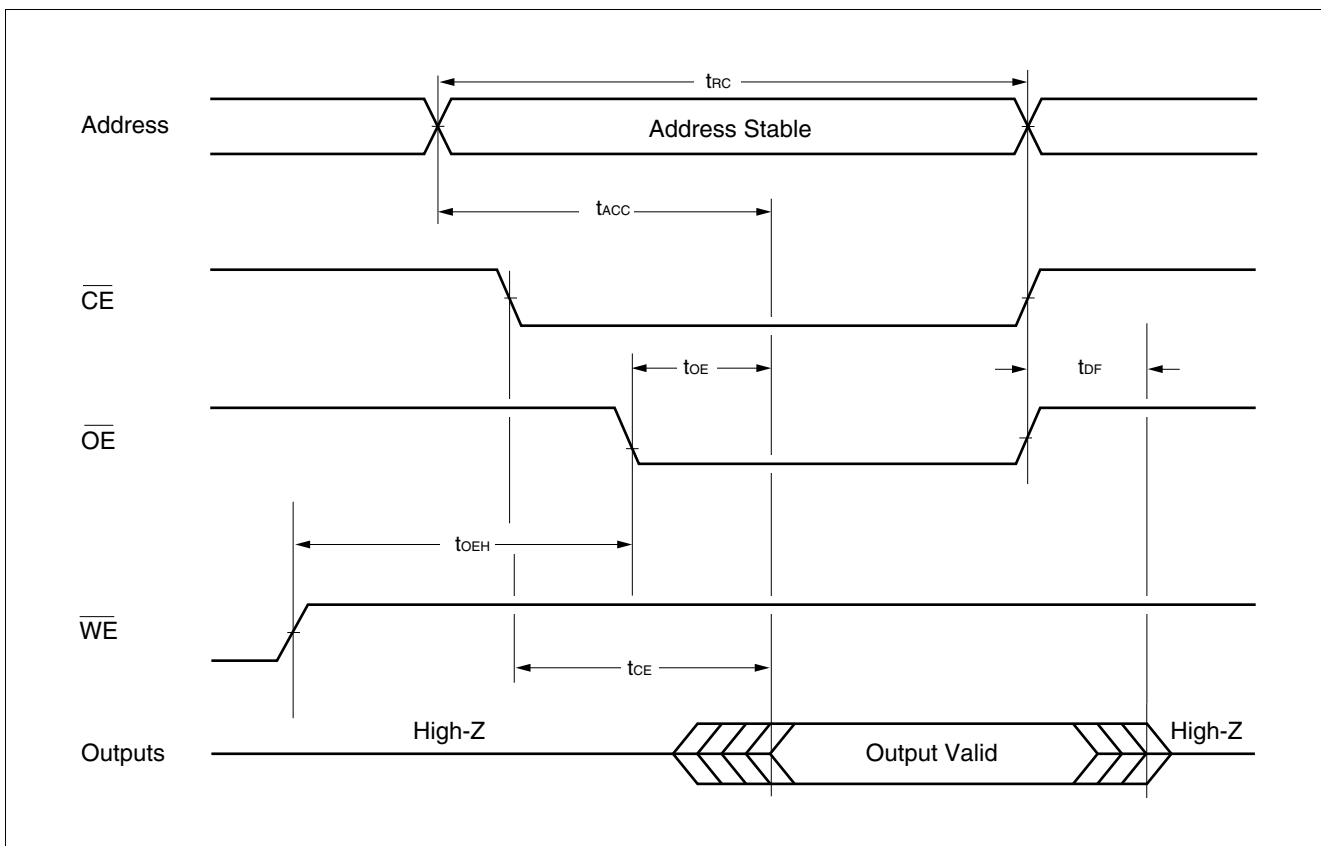 tRC
Address
Address Stable
tACC
CE
tOE
tDF
OE
tOEH
WE
tCE
High-Z
High-Z
Outputs
Output Valid